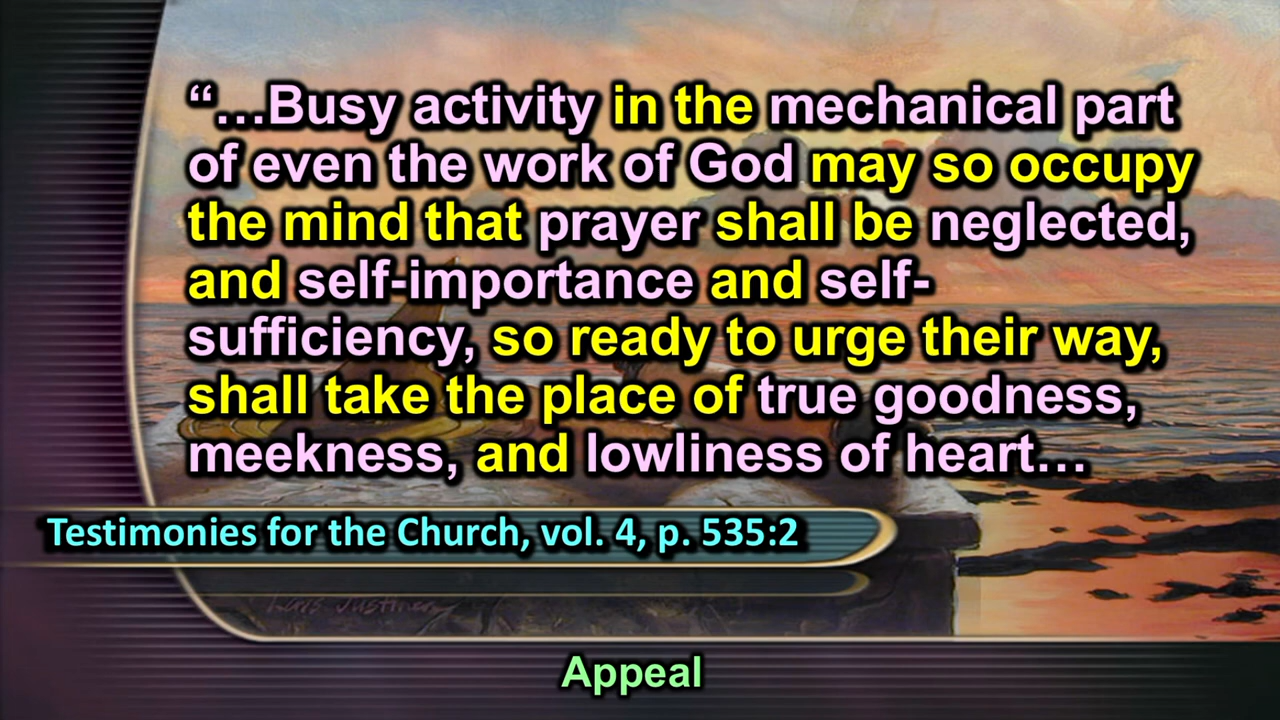 “…Busy activity in the mechanical part
of even the work of God may so occupy
the mind that prayer shall be neglected,
and self-importance and self-
sufficiency, so ready to urge their way,
shall take the place of true goodness,
meekness, and lowliness of heart…
Testimonies for the Church, vol. 4, p. 535:2
Appeal